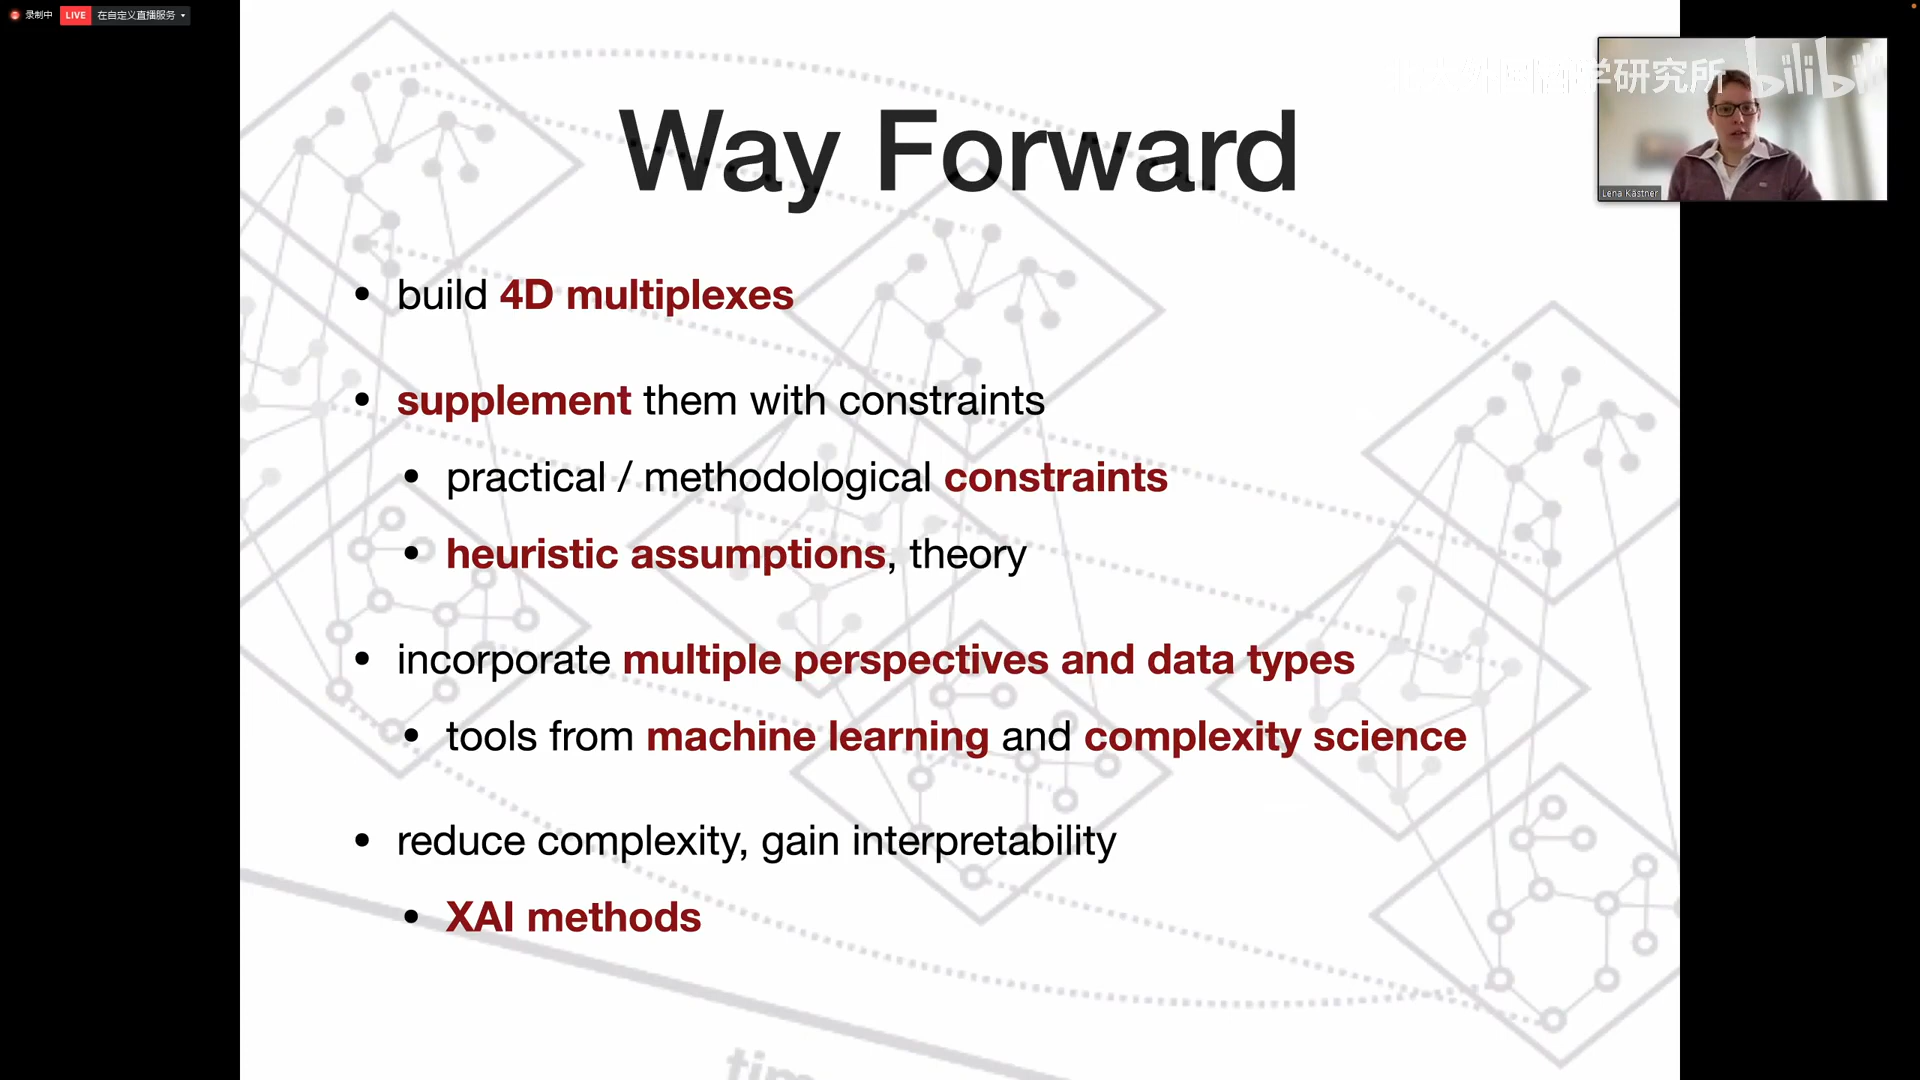 录制中 LIVE 在自定义直播服务
学研究所 bilibili
Lena Kästner
Way Forward
• build 4D multiplexes
• supplement them with constraints
• practical / methodological constraints
• heuristic assumptions, theory
• incorporate multiple perspectives and data types
• tools from machine learning and complexity science
• reduce complexity, gain interpretability
• XAI methods